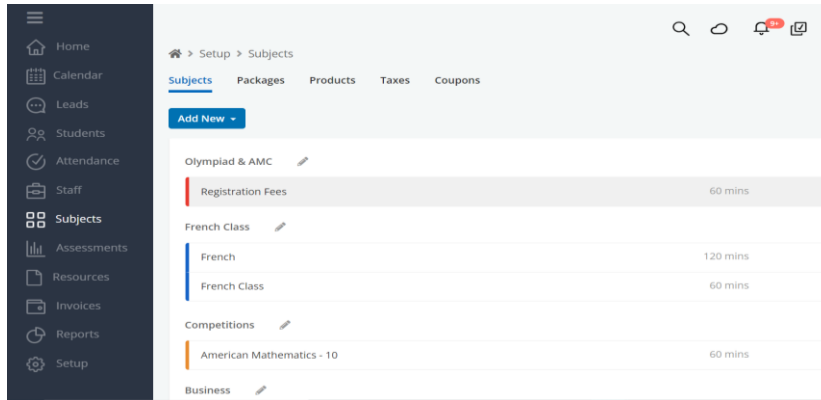 9+
Home
Calendar
Leads
Students
Attendance
Staff
Subjects
Assessments
Resources
Invoices
Reports
Setup
> Setup > Subjects
Subjects Packages Products Taxes Coupons
Add New
Olympiad & AMC
Registration Fees 60 mins
French Class
French 120 mins
French Class 60 mins
Competitions
American Mathematics - 10 60 mins
Business